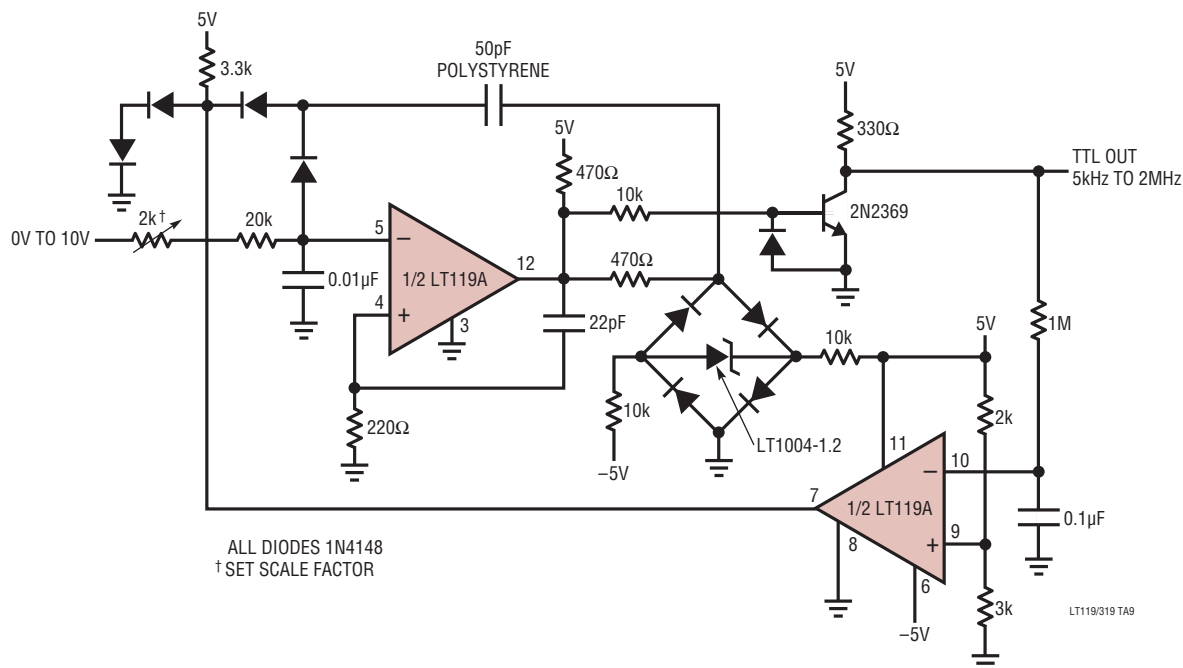 5V
3.3k
50pF
POLYSTYRENE
5V
470Ω
10k
5V
330Ω
TTL OUT
5kHz TO 2MHz
2N2369
0V TO 10V
2k†
20k
5
–
1/2 LT119A
12
470Ω
0.01µF
4
+
3
22pF
220Ω
10k
–5V
LT1004-1.2
10k
5V
2k
1M
11
10
–
7
1/2 LT119A
9
+
8
6
–5V
0.1µF
3k
ALL DIODES 1N4148
† SET SCALE FACTOR
LT119/319 TA9